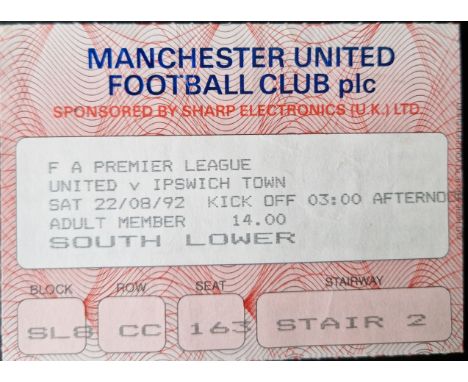 MANCHESTER UNITED
FOOTBALL CLUB plc
SPONSORED BY SHARP ELECTRONICS (U.K.) LTD.
F A PREMIER LEAGUE
UNITED v IPSWICH TOWN
SAT 22/08/92 KICK OFF 03:00 AFTERNOO
ADULT MEMBER 14.00
SOUTH LOWER
BLOCK ROW SEAT STAIRWAY
SL8 CC 163 STAIR 2